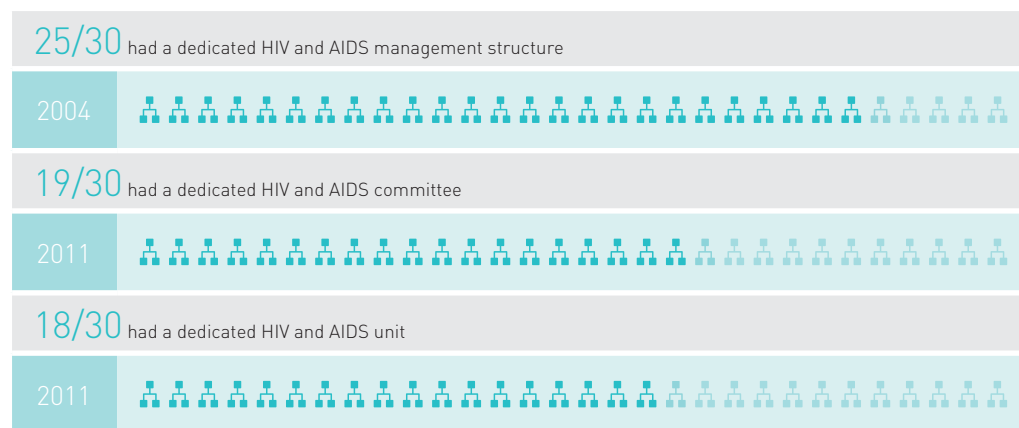 25/30 had a dedicated HIV and AIDS management structure
2004
19/30 had a dedicated HIV and AIDS committee
2011
18/30 had a dedicated HIV and AIDS unit
2011